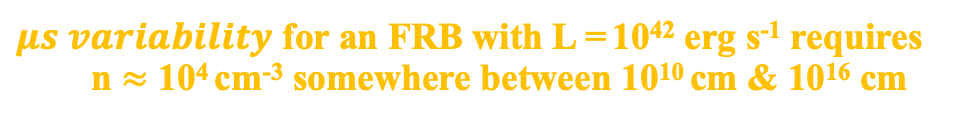 μs variability for an FRB with L = 10⁴² erg s⁻¹ requires
n ≈ 10⁴ cm⁻³ somewhere between 10¹⁰ cm & 10¹⁶ cm